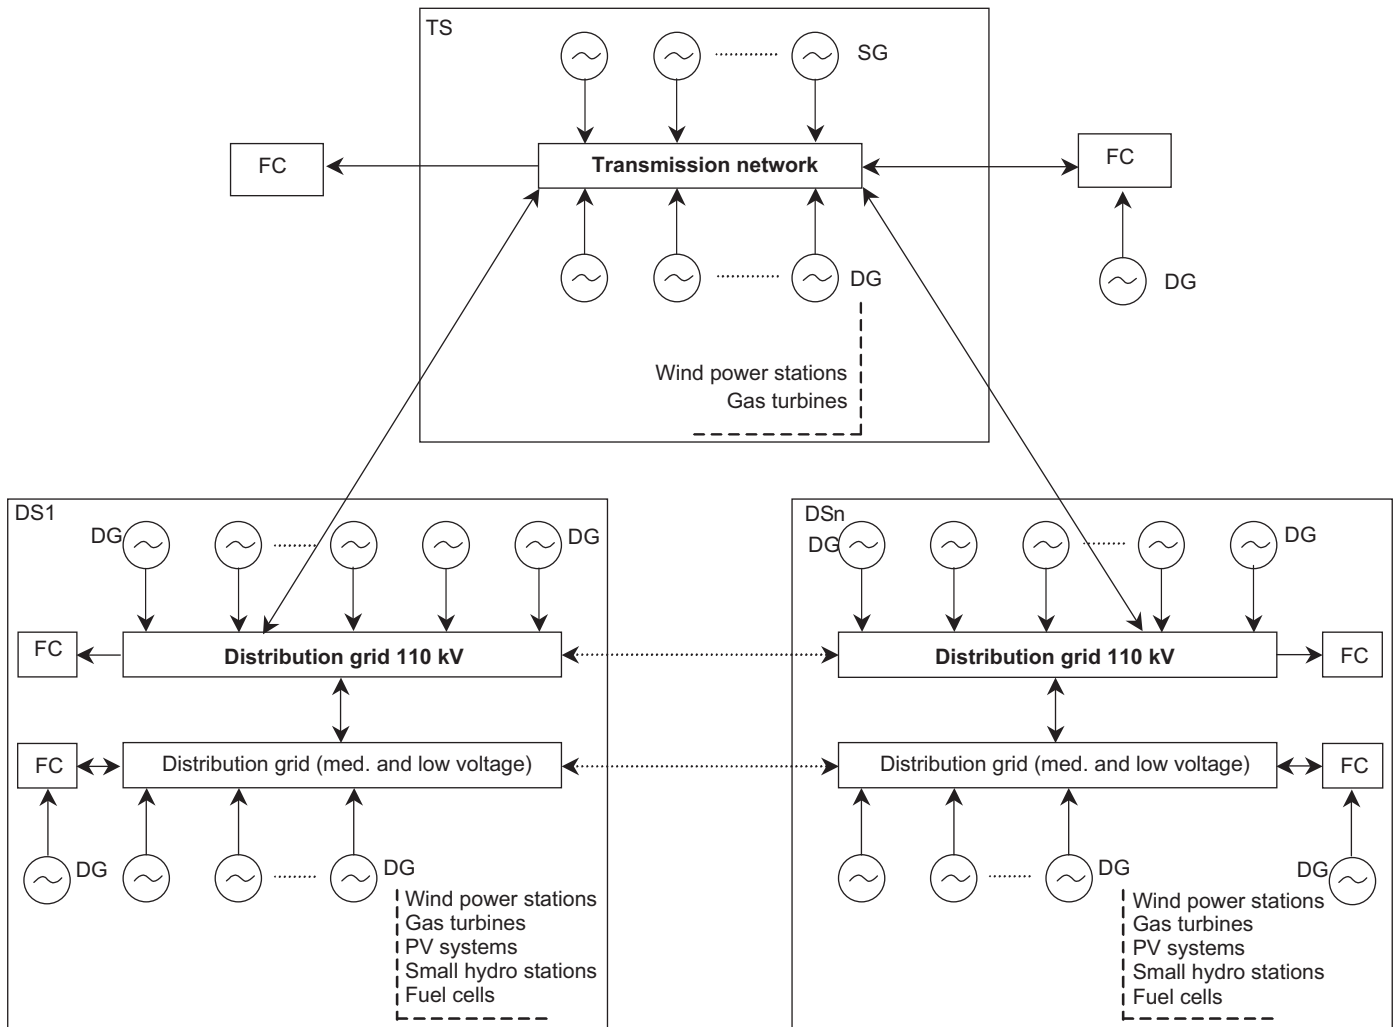 TS
SG
FC
Transmission network
FC
DG
DG
Wind power stations
Gas turbines
DS1
DG
DG
FC
Distribution grid 110 kV
FC
Distribution grid (med. and low voltage)
DG
DG
Wind power stations
Gas turbines
PV systems
Small hydro stations
Fuel cells
DSn
DG
DG
Distribution grid 110 kV
FC
Distribution grid (med. and low voltage)
FC
DG
DG
Wind power stations
Gas turbines
PV systems
Small hydro stations
Fuel cells